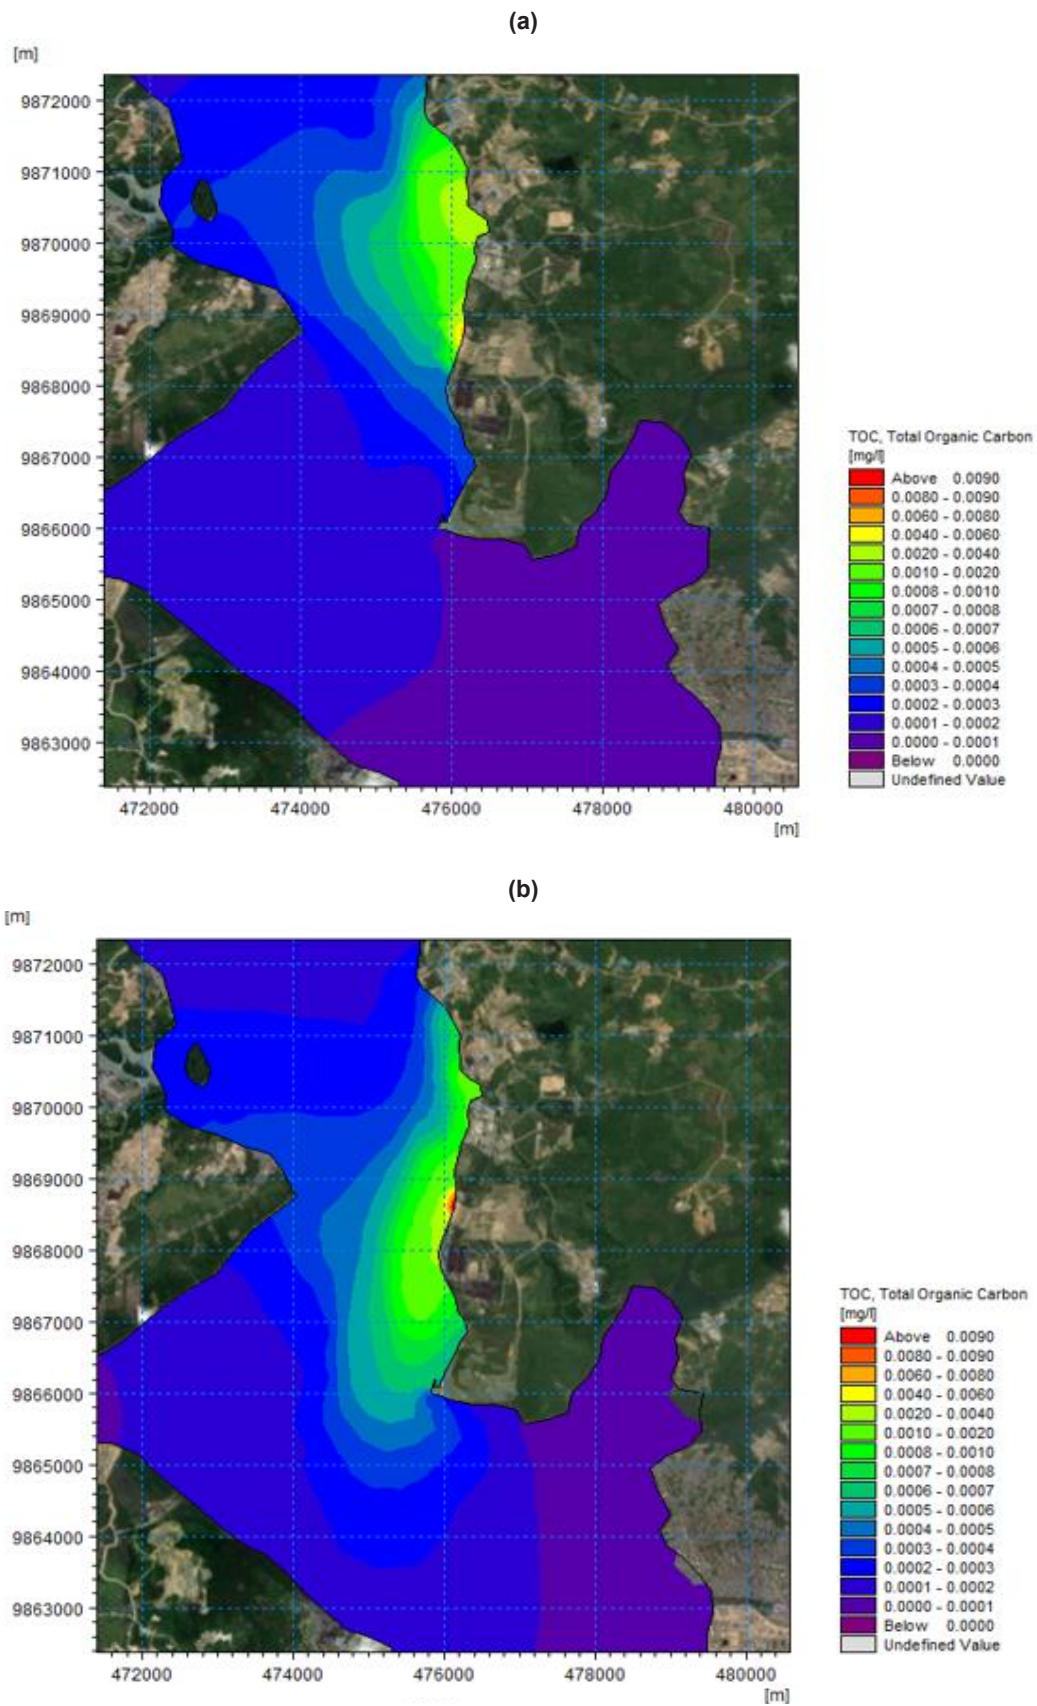 (a)
[m]
9872000
9871000
9870000
9869000
9868000
9867000
9866000
9865000
9864000
9863000
472000 474000 476000 478000 480000
[m]
TOC, Total Organic Carbon
[mg/l]
Above 0.0090
0.0080 - 0.0090
0.0060 - 0.0080
0.0040 - 0.0060
0.0020 - 0.0040
0.0010 - 0.0020
0.0008 - 0.0010
0.0007 - 0.0008
0.0006 - 0.0007
0.0005 - 0.0006
0.0004 - 0.0005
0.0003 - 0.0004
0.0002 - 0.0003
0.0001 - 0.0002
0.0000 - 0.0001
Below 0.0000
Undefined Value
(b)
[m]
9872000
9871000
9870000
9869000
9868000
9867000
9866000
9865000
9864000
9863000
472000 474000 476000 478000 480000
[m]
TOC, Total Organic Carbon
[mg/l]
Above 0.0090
0.0080 - 0.0090
0.0060 - 0.0080
0.0040 - 0.0060
0.0020 - 0.0040
0.0010 - 0.0020
0.0008 - 0.0010
0.0007 - 0.0008
0.0006 - 0.0007
0.0005 - 0.0006
0.0004 - 0.0005
0.0003 - 0.0004
0.0002 - 0.0003
0.0001 - 0.0002
0.0000 - 0.0001
Below 0.0000
Undefined Value